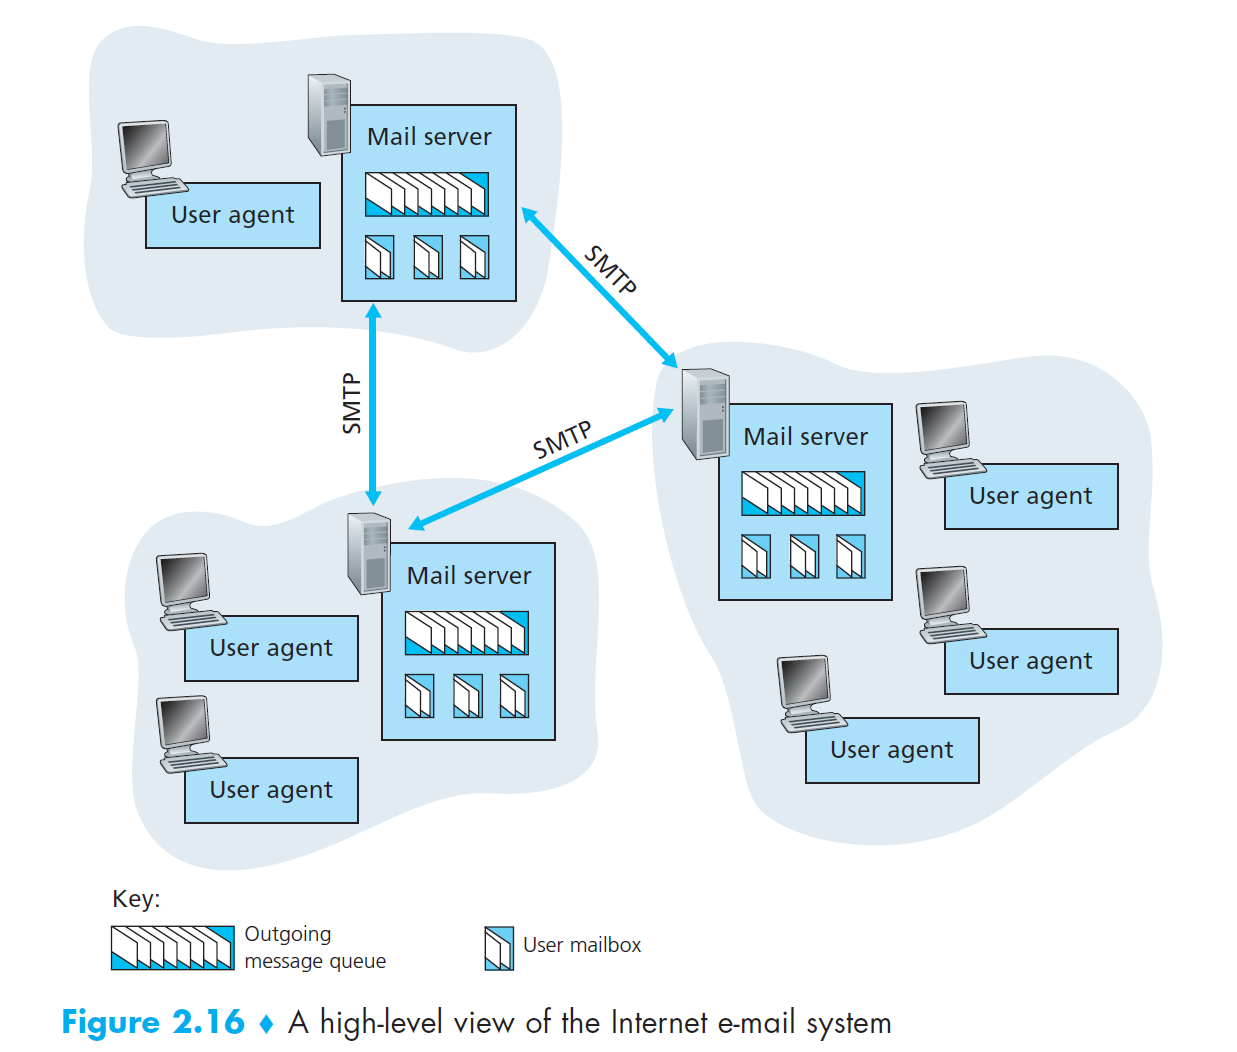 Mail server
User agent
SMTP
SMTP
SMTP
Mail server
User agent
User agent
User agent
Mail server
User agent
User agent
Key:
Outgoing
message queue
User mailbox
Figure 2.16 ♦ A high-level view of the Internet e-mail system